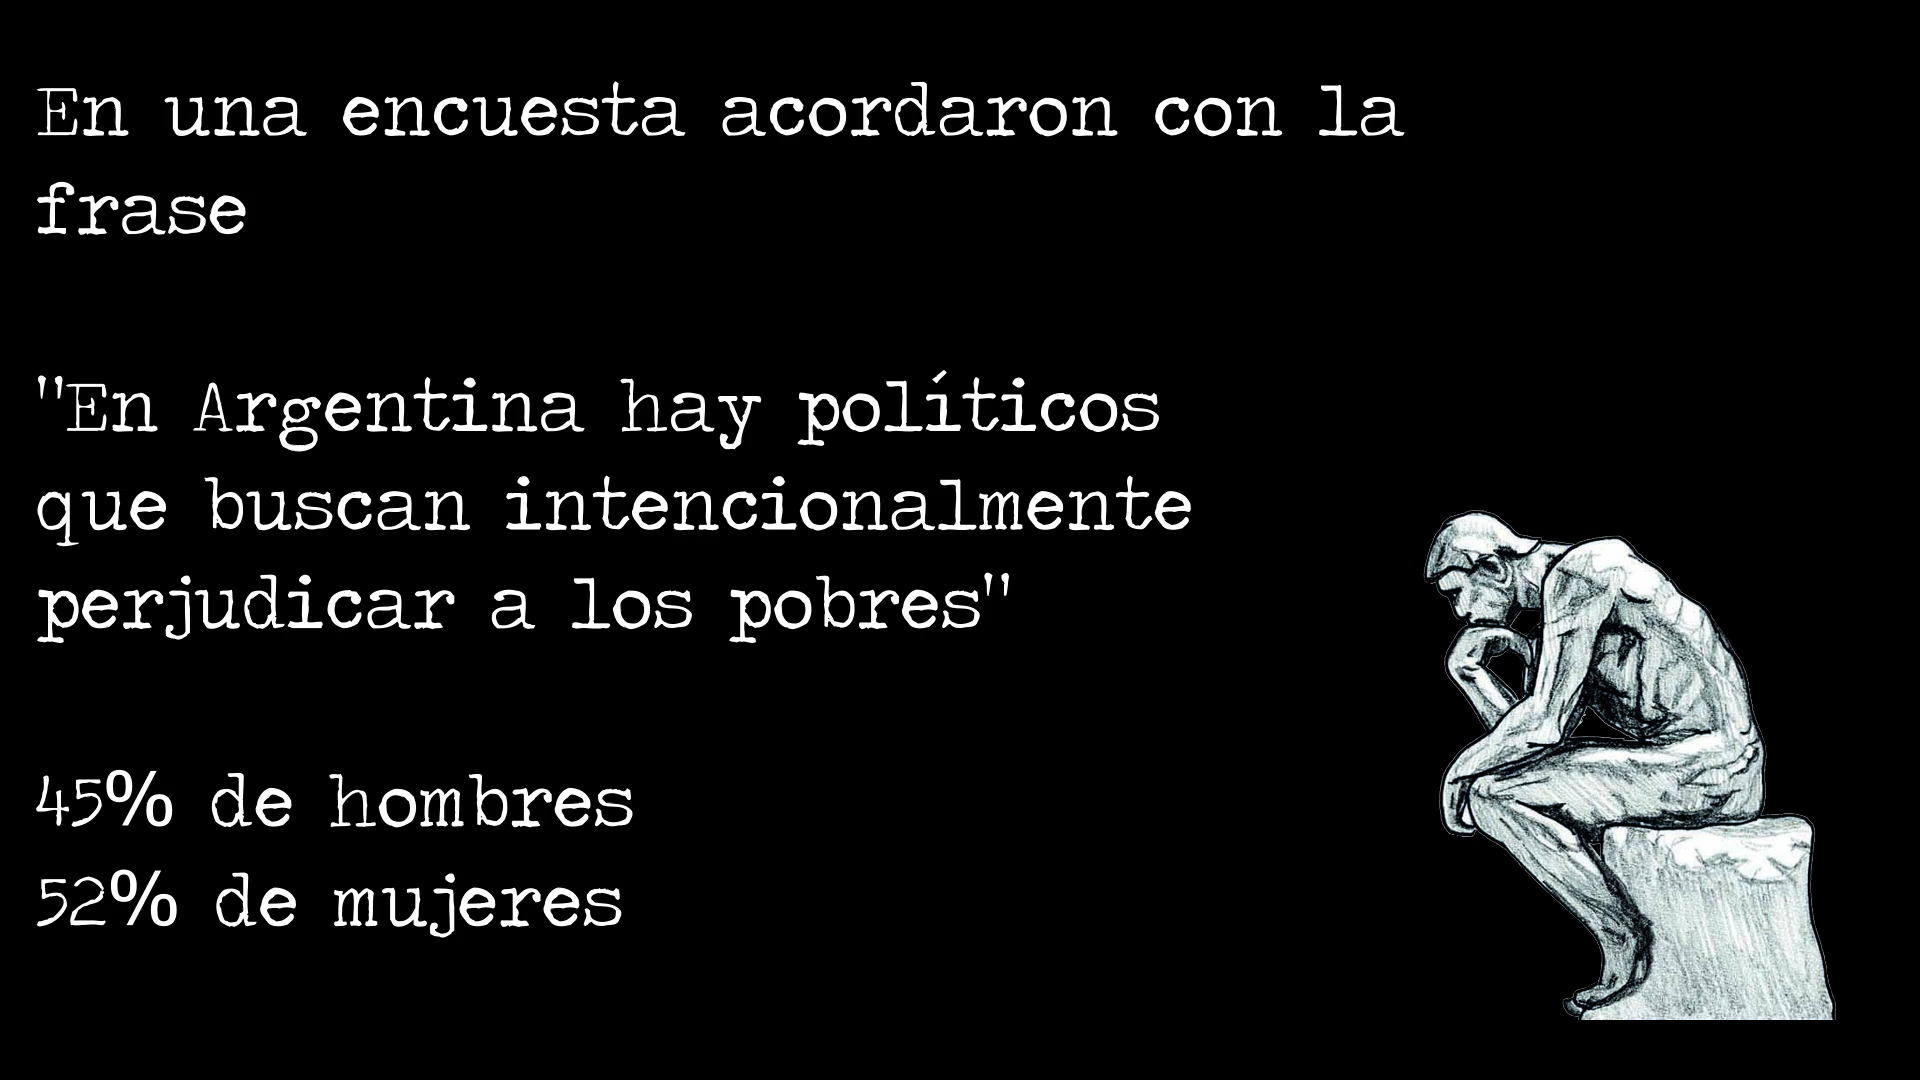 En una encuesta acordaron con la
frase
"En Argentina hay políticos
que buscan intencionalmente
perjudicar a los pobres"
45% de hombres
52% de mujeres